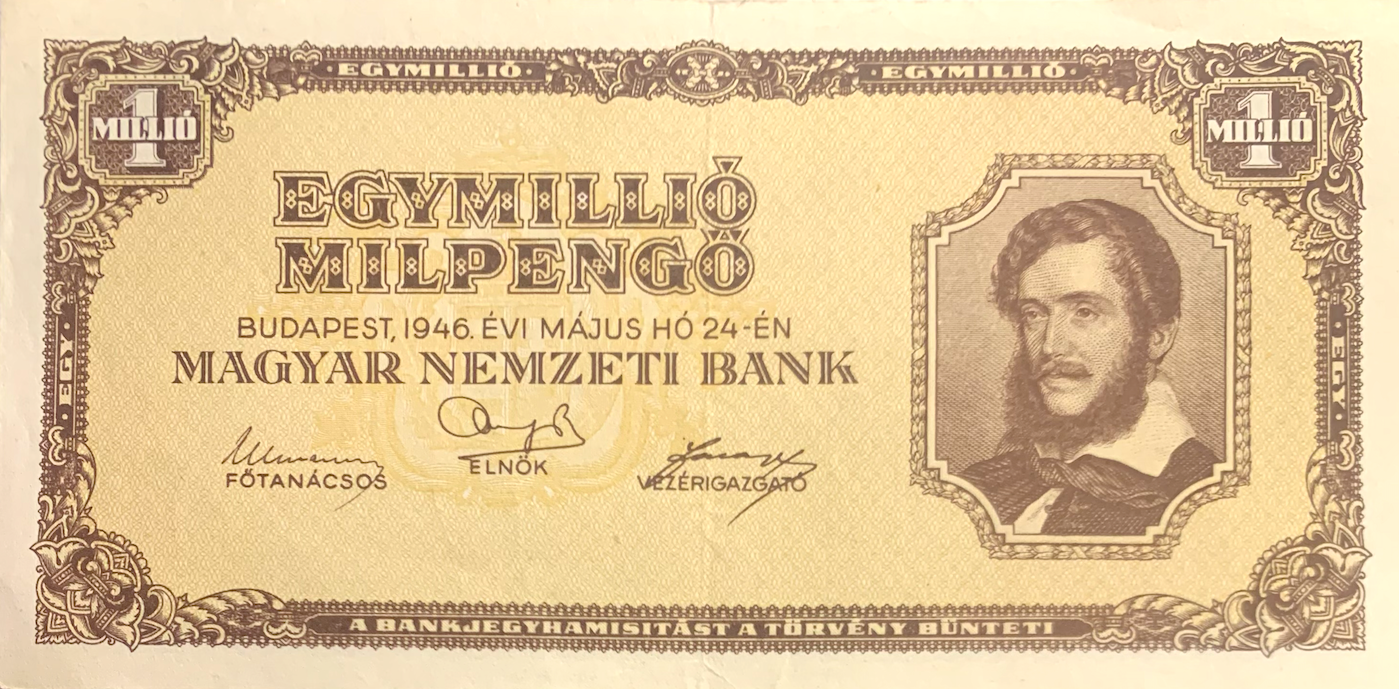 · EGYMILLIÓ · · EGYMILLIÓ ·
1 MILLIÓ 1 MILLIÓ
EGYMILLIÓ
MILPENGŐ
BUDAPEST, 1946. ÉVI MÁJUS HÓ 24-ÉN
MAGYAR NEMZETI BANK
FŐTANÁCSOS ELNÖK VEZÉRIGAZGATÓ
· EGY · · EGY ·
A BANKJEGYHAMISITÁST A TÖRVÉNY BÜNTETI